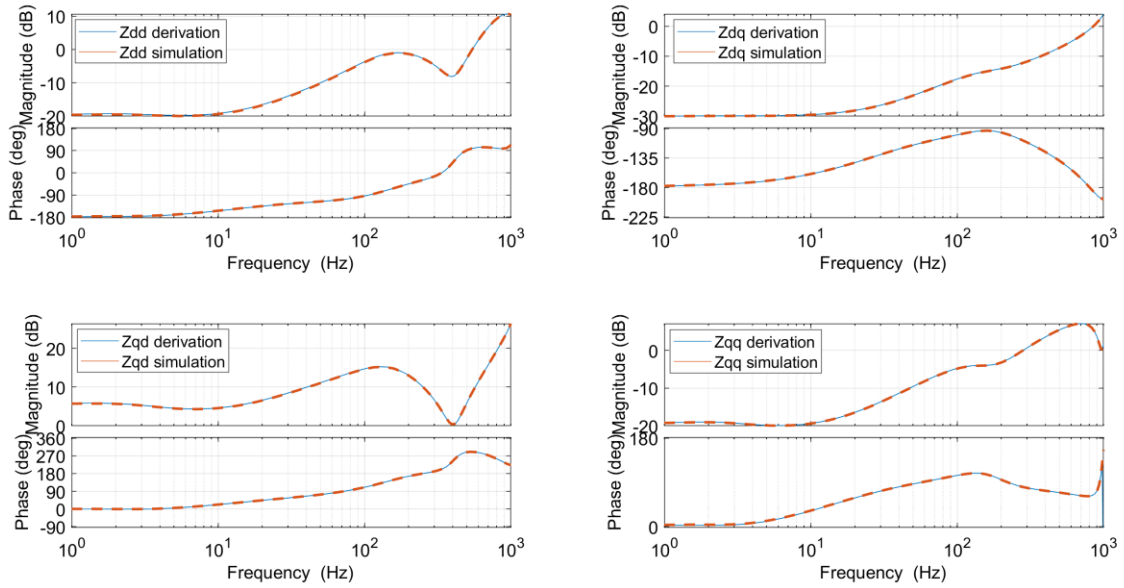 Magnitude (dB)
10
0
-10
-20
Zdd derivation
Zdd simulation
Phase (deg)
180
90
0
-90
-180
10^0 10^1 10^2 10^3
Frequency (Hz)
Magnitude (dB)
0
-10
-20
-30
Zdq derivation
Zdq simulation
Phase (deg)
-90
-135
-180
-225
10^0 10^1 10^2 10^3
Frequency (Hz)
Magnitude (dB)
20
10
0
Zqd derivation
Zqd simulation
Phase (deg)
360
270
180
90
0
-90
10^0 10^1 10^2 10^3
Frequency (Hz)
Magnitude (dB)
0
-10
-20
Zqq derivation
Zqq simulation
Phase (deg)
180
0
10^0 10^1 10^2 10^3
Frequency (Hz)